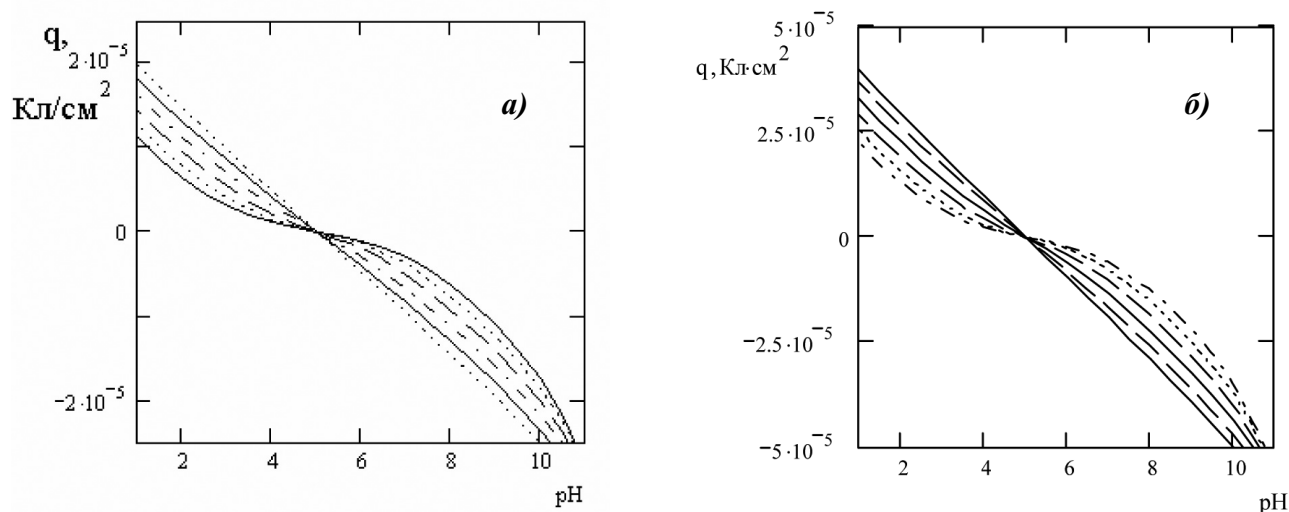 q,
Кл/см²
2·10⁻⁵
0
−2·10⁻⁵
а)
2 4 6 8 10
pH
q, Кл·см²
5·10⁻⁵
2.5·10⁻⁵
0
−2.5·10⁻⁵
−5·10⁻⁵
б)
2 4 6 8 10
pH